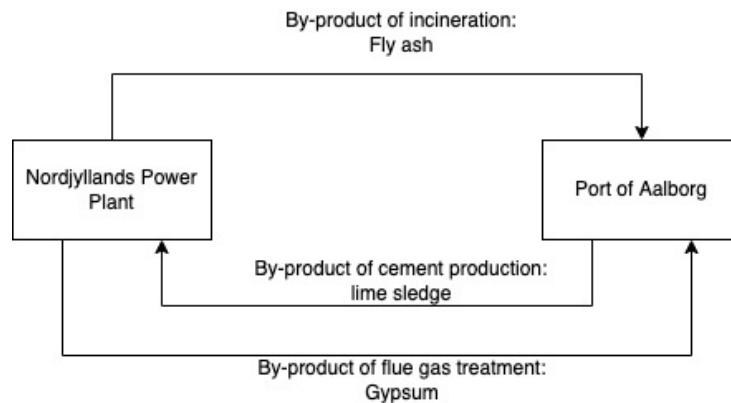 By-product of incineration:
Fly ash
Nordjyllands Power
Plant
Port of Aalborg
By-product of cement production:
lime sledge
By-product of flue gas treatment:
Gypsum